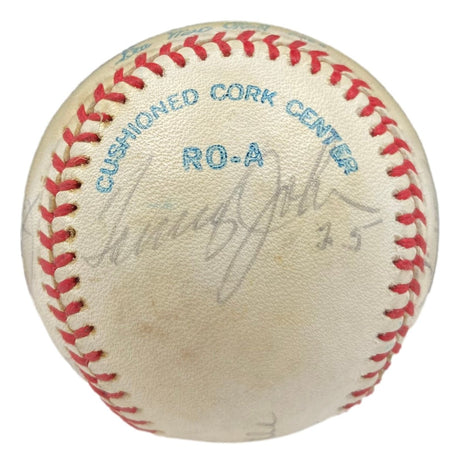 CUSHIONED CORK CENTER
RO-A
Tommy John 25